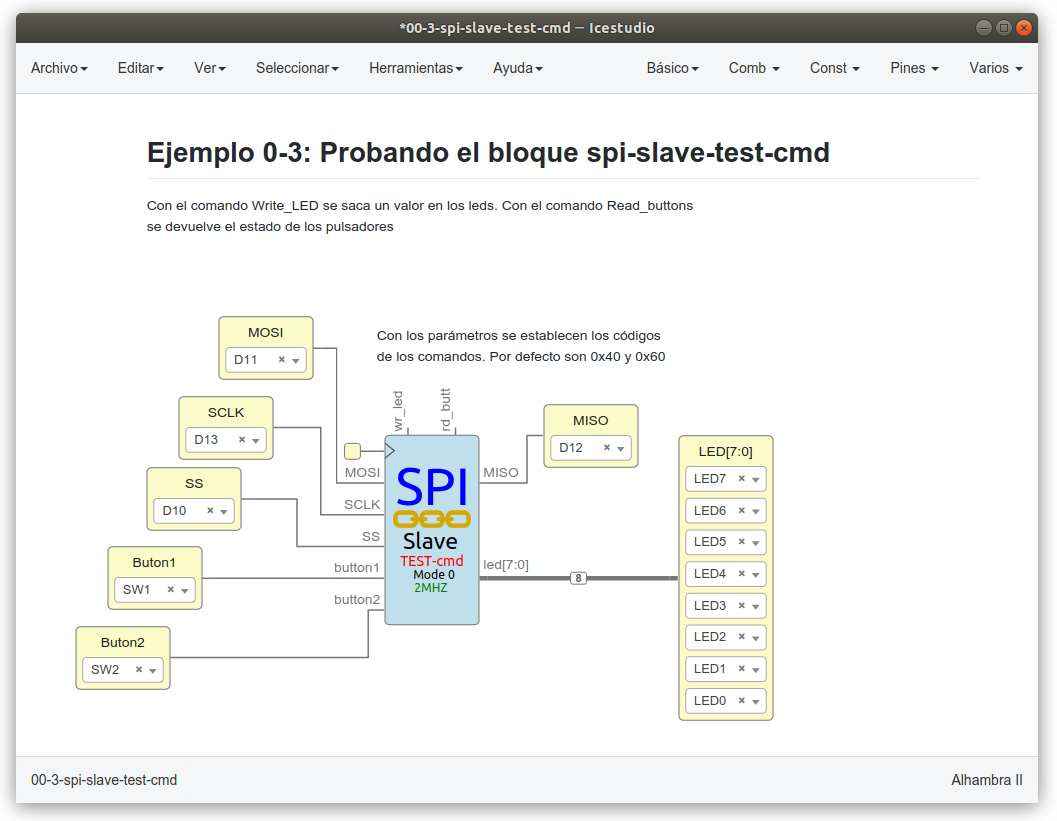 *00-3-spi-slave-test-cmd – Icestudio
Archivo Editar Ver Seleccionar Herramientas Ayuda Básico Comb Const Pines Varios
Ejemplo 0-3: Probando el bloque spi-slave-test-cmd
Con el comando Write_LED se saca un valor en los leds. Con el comando Read_buttons
se devuelve el estado de los pulsadores
Con los parámetros se establecen los códigos
de los comandos. Por defecto son 0x40 y 0x60
MOSI
D11
SCLK
D13
SS
D10
Buton1
SW1
Buton2
SW2
wr_led
rd_butt
MOSI
SCLK
SS
button1
button2
SPI
Slave
TEST-cmd
Mode 0
2MHZ
MISO
led[7:0]
8
MISO
D12
LED[7:0]
LED7
LED6
LED5
LED4
LED3
LED2
LED1
LED0
00-3-spi-slave-test-cmd
Alhambra II